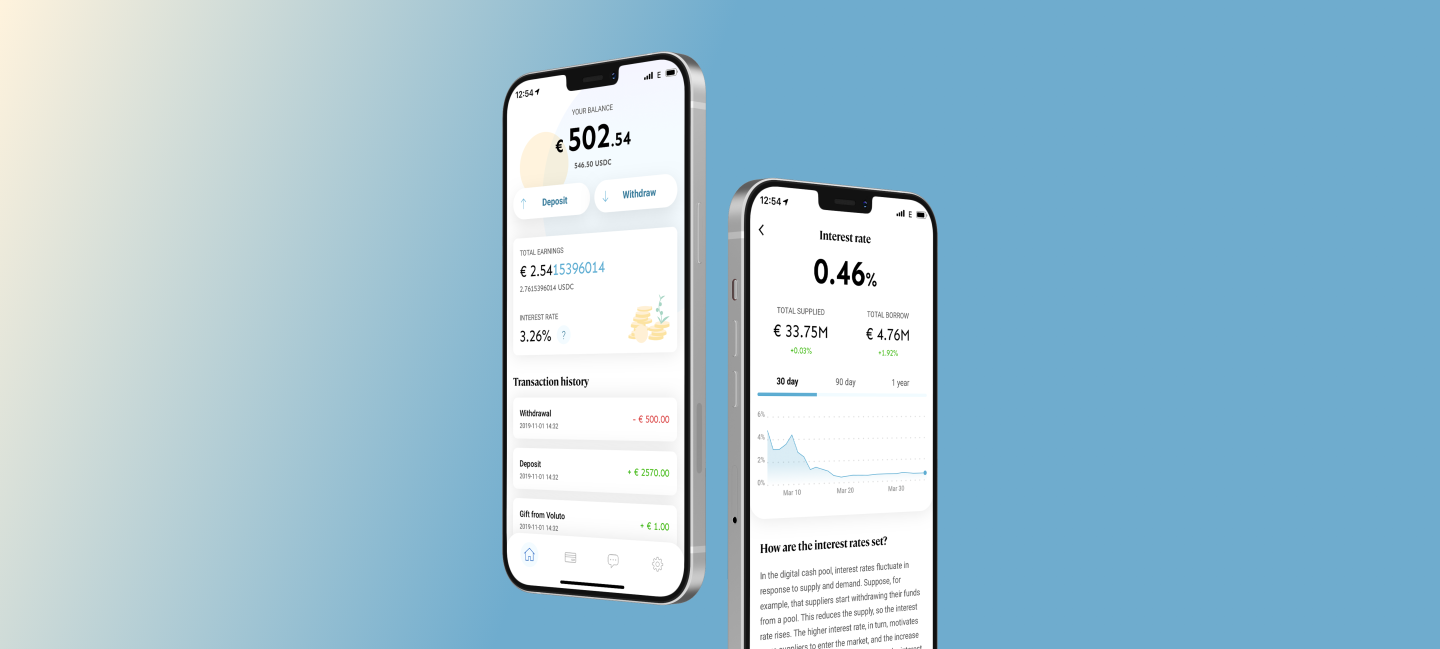 12:54
E
YOUR BALANCE
€ 502.54
546.50 USDC
Deposit
Withdraw
TOTAL EARNINGS
€ 2.5415396014
2.7615396014 USDC
INTEREST RATE
3.26% ?
Transaction history
Withdrawal
2019-11-01 14:32
- € 500.00
Deposit
2019-11-01 14:32
+ € 2570.00
Gift from Voluto
2019-11-01 14:32
+ € 1.00
12:54
E
Interest rate
0.46%
TOTAL SUPPLIED
€ 33.75M
+0.03%
TOTAL BORROW
€ 4.76M
+1.92%
30 day
90 day
1 year
6%
4%
2%
0%
Mar 10
Mar 20
Mar 30
How are the interest rates set?
In the digital cash pool, interest rates fluctuate in
response to supply and demand. Suppose, for
example, that suppliers start withdrawing their funds
from a pool. This reduces the supply, so the interest
rate rises. The higher interest rate, in turn, motivates
suppliers to enter the market, and the increase
interest